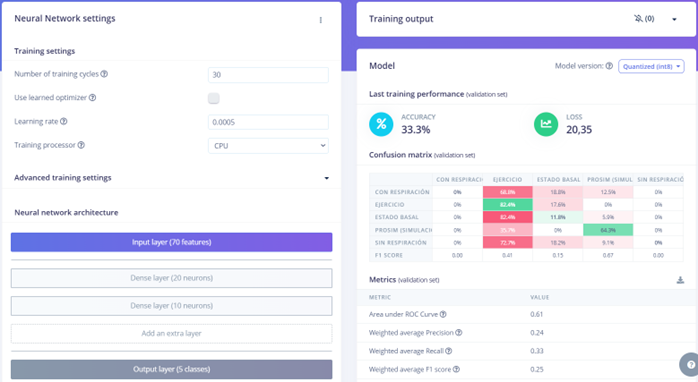 Neural Network settings
Training settings
Number of training cycles
30
Use learned optimizer
Learning rate
0.0005
Training processor
CPU
Advanced training settings
Neural network architecture
Input layer (70 features)
Dense layer (20 neurons)
Dense layer (10 neurons)
Add an extra layer
Output layer (5 classes)
Training output
(0)
Model
Model version: Quantized (int8)
Last training performance (validation set)
ACCURACY
33.3%
LOSS
20,35
Confusion matrix (validation set)
CON RESPIRACI EJERCICIO ESTADO BASAL PROSIM (SIMUL SIN RESPIRACIÓ
CON RESPIRACIÓN 0% 68.8% 18.8% 12.5% 0%
EJERCICIO 0% 82.4% 17.6% 0% 0%
ESTADO BASAL 0% 82.4% 11.8% 5.9% 0%
PROSIM (SIMULACI 0% 35.7% 0% 64.3% 0%
SIN RESPIRACIÓN 0% 72.7% 18.2% 9.1% 0%
F1 SCORE 0.00 0.41 0.15 0.67 0.00
Metrics (validation set)
METRIC VALUE
Area under ROC Curve 0.61
Weighted average Precision 0.24
Weighted average Recall 0.33
Weighted average F1 score 0.25